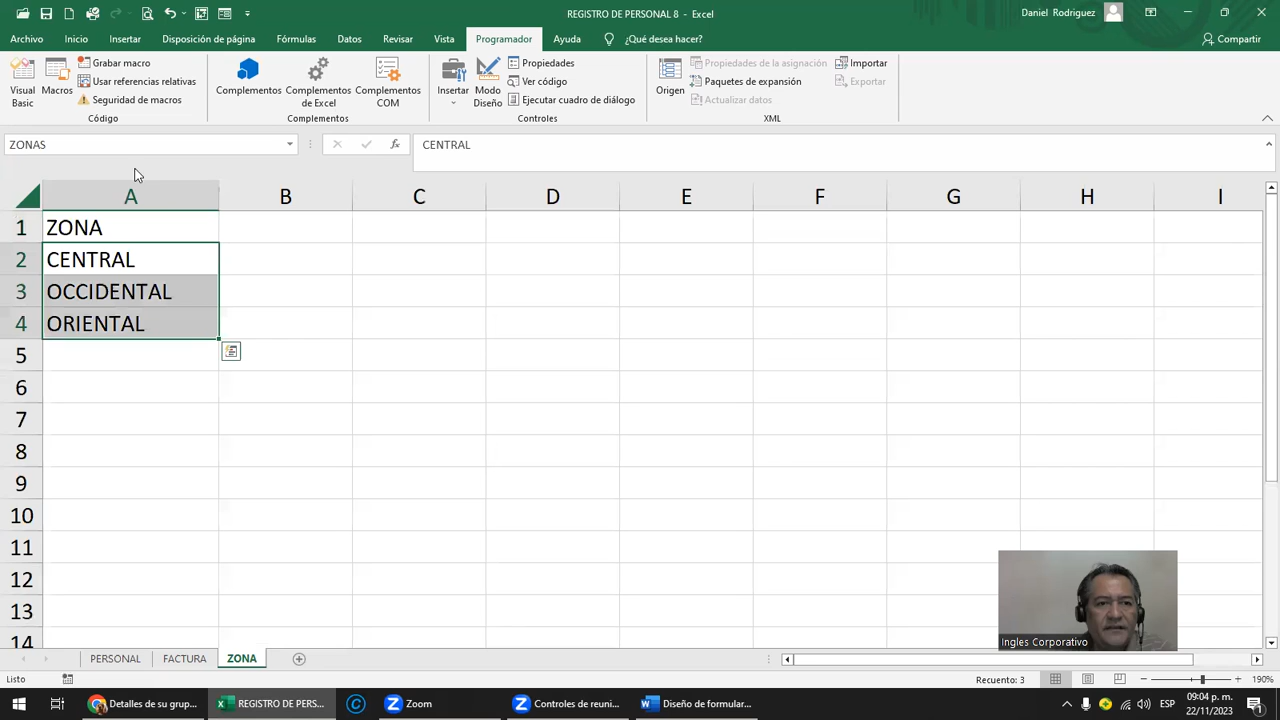 REGISTRO DE PERSONAL 8 - Excel
Daniel Rodriguez
Archivo Inicio Insertar Disposición de página Fórmulas Datos Revisar Vista Programador Ayuda ¿Qué desea hacer? Compartir
Visual Basic
Macros
Grabar macro
Usar referencias relativas
Seguridad de macros
Código
Complementos
Complementos de Excel
Complementos COM
Complementos
Insertar
Modo Diseño
Propiedades
Ver código
Ejecutar cuadro de diálogo
Controles
Origen
Propiedades de la asignación
Paquetes de expansión
Actualizar datos
Importar
Exportar
XML
ZONAS fx CENTRAL
A B C D E F G H I
1 ZONA
2 CENTRAL
3 OCCIDENTAL
4 ORIENTAL
5
6
7
8
9
10
11
12
13
14
Ingles Corporativo
PERSONAL FACTURA ZONA
Listo Recuento: 3 190%
Detalles de su grup... REGISTRO DE PERS... Zoom Controles de reuni... Diseño de formular... ESP 09:04 p. m.
22/11/2023